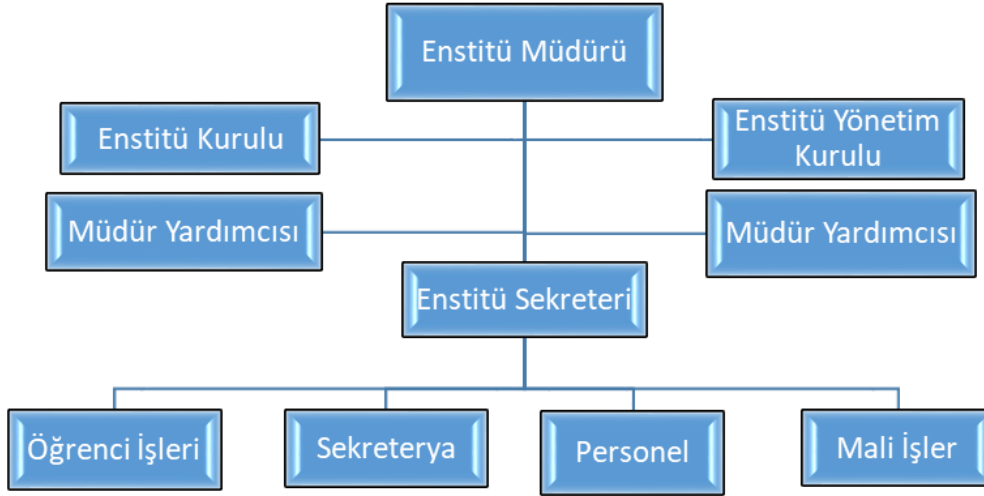 Enstitü Müdürü
Enstitü Kurulu
Enstitü Yönetim
Kurulu
Müdür Yardımcısı
Müdür Yardımcısı
Enstitü Sekreteri
Öğrenci İşleri
Sekreterya
Personel
Mali İşler